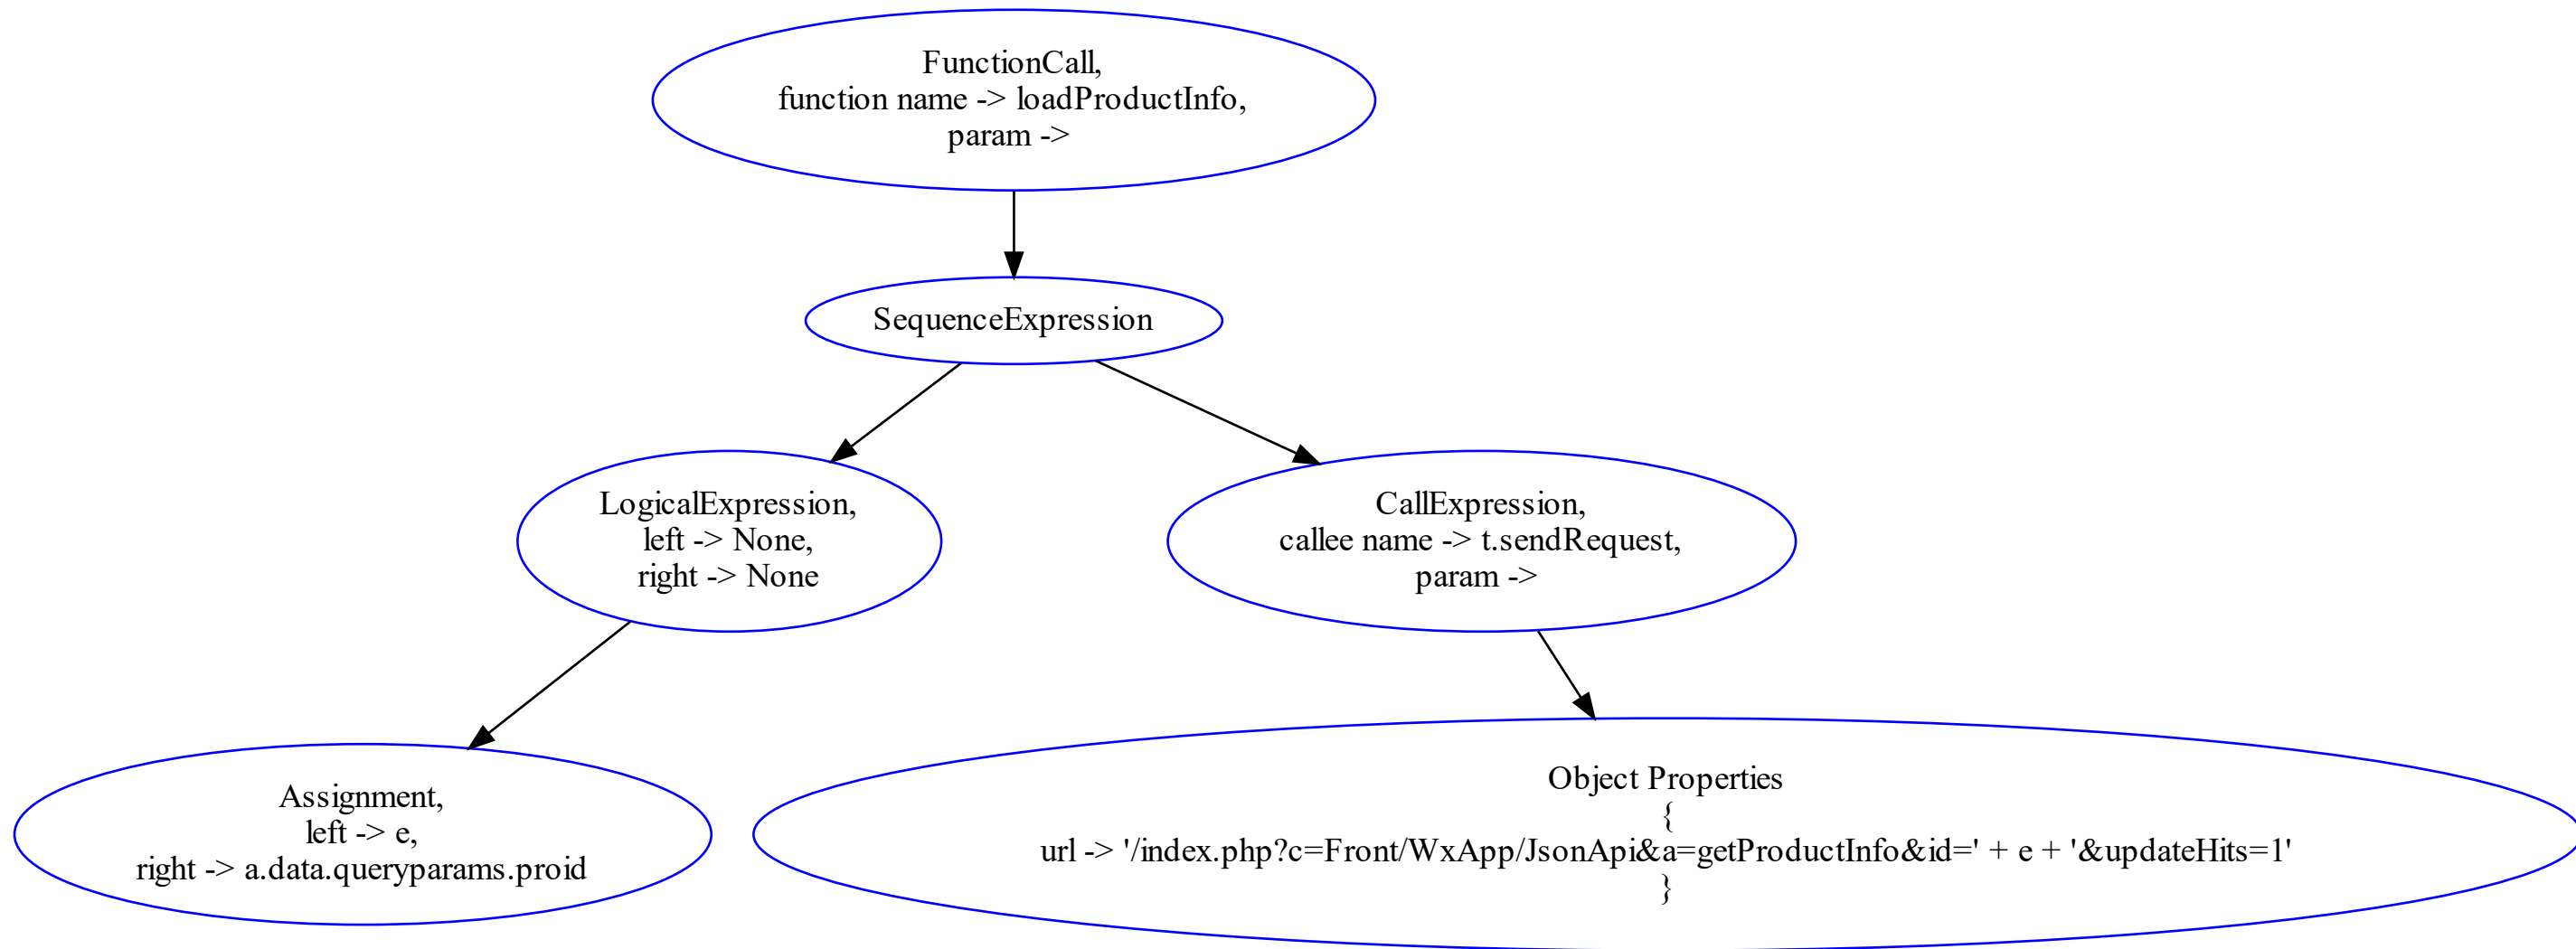 FunctionCall,
function name -> loadProductInfo,
param ->
SequenceExpression
LogicalExpression,
left -> None,
right -> None
CallExpression,
callee name -> t.sendRequest,
param ->
Assignment,
left -> e,
right -> a.data.queryparams.proid
Object Properties
{
url -> '/index.php?c=Front/WxApp/JsonApi&a=getProductInfo&id=' + e + '&updateHits=1'
}